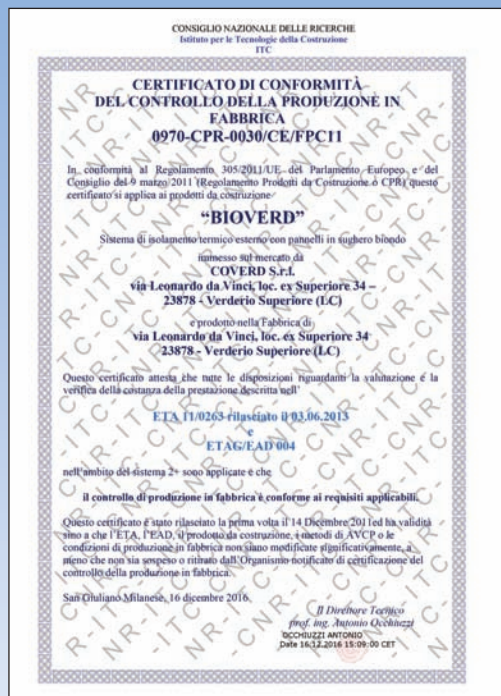 CONSIGLIO NAZIONALE DELLE RICERCHE
Istituto per le Tecnologie della Costruzione
ITC
CERTIFICATO DI CONFORMITÀ
DEL CONTROLLO DELLA PRODUZIONE IN
FABBRICA
0970-CPR-0030/CE/FPC11
In conformità al Regolamento 305/2011/UE del Parlamento Europeo e del
Consiglio del 9 marzo 2011 (Regolamento Prodotti da Costruzione o CPR) questo
certificato si applica ai prodotti da costruzione
“BIOVERD”
Sistema di isolamento termico esterno con pannelli in sughero biondo
immesso sul mercato da
COVERD S.r.l.
via Leonardo da Vinci, loc. ex Superiore 34 –
23878 - Verderio Superiore (LC)
e prodotto nella Fabbrica di
via Leonardo da Vinci, loc. ex Superiore 34
23878 - Verderio Superiore (LC)
Questo certificato attesta che tutte le disposizioni riguardanti la valutazione e la
verifica della costanza della prestazione descritta nell’
ETA 11/0263 rilasciato il 03.06.2013
e
ETAG/EAD 004
nell’ambito del sistema 2+ sono applicate e che
il controllo di produzione in fabbrica è conforme ai requisiti applicabili.
Questo certificato è stato rilasciato la prima volta il 14 Dicembre 2011ed ha validità
sino a che l’ETA, l’EAD, il prodotto da costruzione, i metodi di AVCP o le
condizioni di produzione in fabbrica non siano modificate significativamente, a
meno che non sia sospeso o ritirato dall’Organismo notificato di certificazione del
controllo della produzione in fabbrica.
San Giuliano Milanese, 16 dicembre 2016
Il Direttore Tecnico
prof. ing. Antonio Occhiuzzi
OCCHIUZZI ANTONIO
Date 16.12.2016 15:09:00 CET